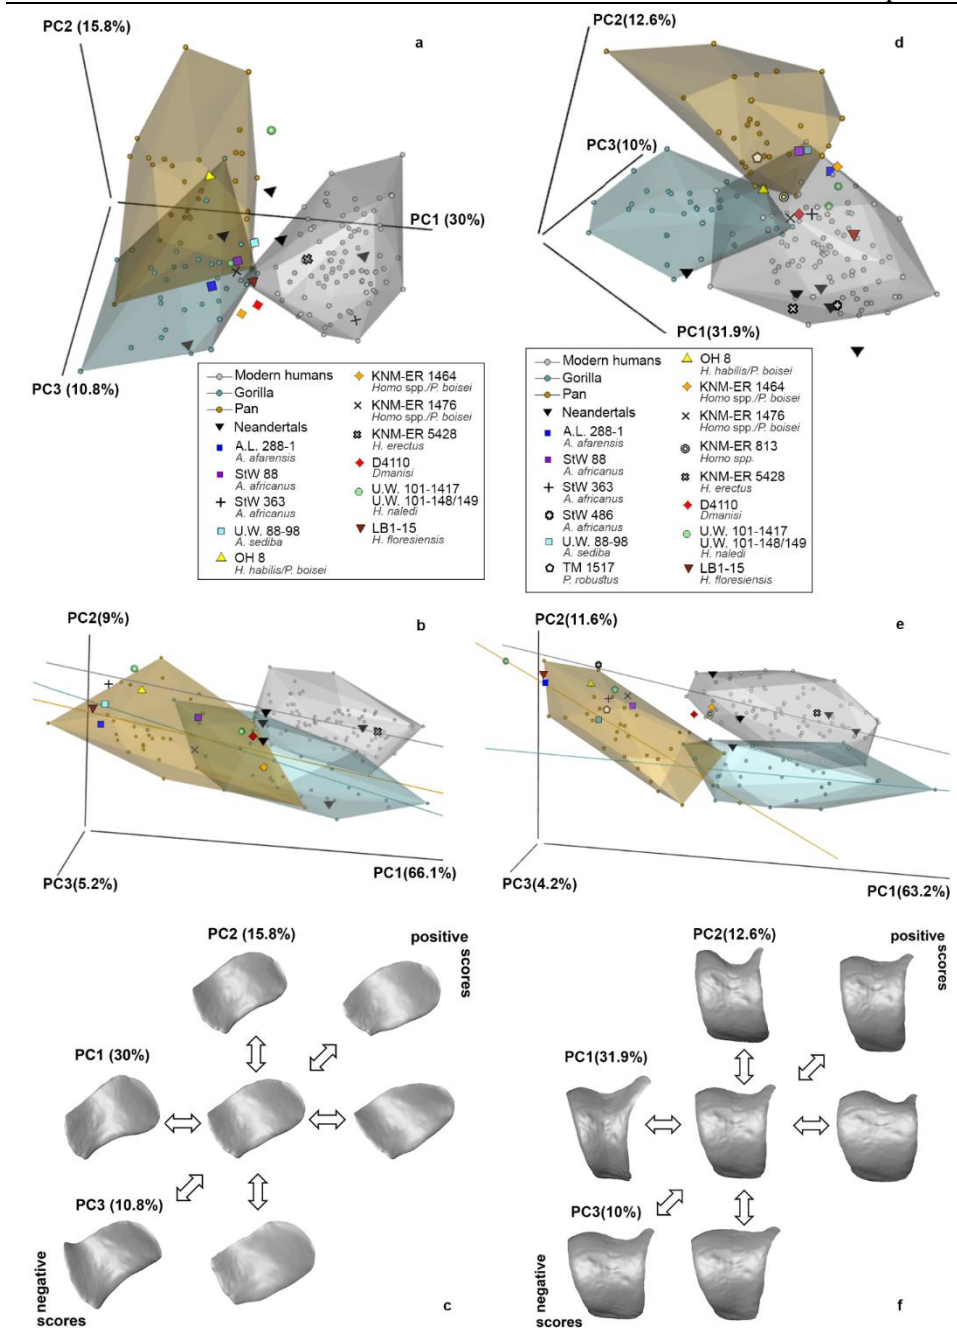 PC2 (15.8%)
a
PC1 (30%)
PC3 (10.8%)
Modern humans
Gorilla
Pan
Neandertals
A.L. 288-1
A. afarensis
StW 88
A. africanus
StW 363
A. africanus
U.W. 88-98
A. sediba
OH 8
H. habilis/P. boisei
KNM-ER 1464
Homo spp./P. boisei
KNM-ER 1476
Homo spp./P. boisei
KNM-ER 5428
H. erectus
D4110
Dmanisi
U.W. 101-1417
U.W. 101-148/149
H. naledi
LB1-15
H. floresiensis
PC2(12.6%)
d
PC3(10%)
PC1(31.9%)
Modern humans
Gorilla
Pan
Neandertals
A.L. 288-1
A. afarensis
StW 88
A. africanus
StW 363
A. africanus
StW 486
A. africanus
U.W. 88-98
A. sediba
TM 1517
P. robustus
OH 8
H. habilis/P. boisei
KNM-ER 1464
Homo spp./P. boisei
KNM-ER 1476
Homo spp./P. boisei
KNM-ER 813
Homo spp.
KNM-ER 5428
H. erectus
D4110
Dmanisi
U.W. 101-1417
U.W. 101-148/149
H. naledi
LB1-15
H. floresiensis
PC2(9%)
b
PC1(66.1%)
PC3(5.2%)
PC2(11.6%)
e
PC3(4.2%)
PC1(63.2%)
PC2 (15.8%)
positive
scores
PC1 (30%)
PC3 (10.8%)
negative
scores
c
PC2(12.6%)
positive
scores
PC1(31.9%)
PC3(10%)
negative
scores
f